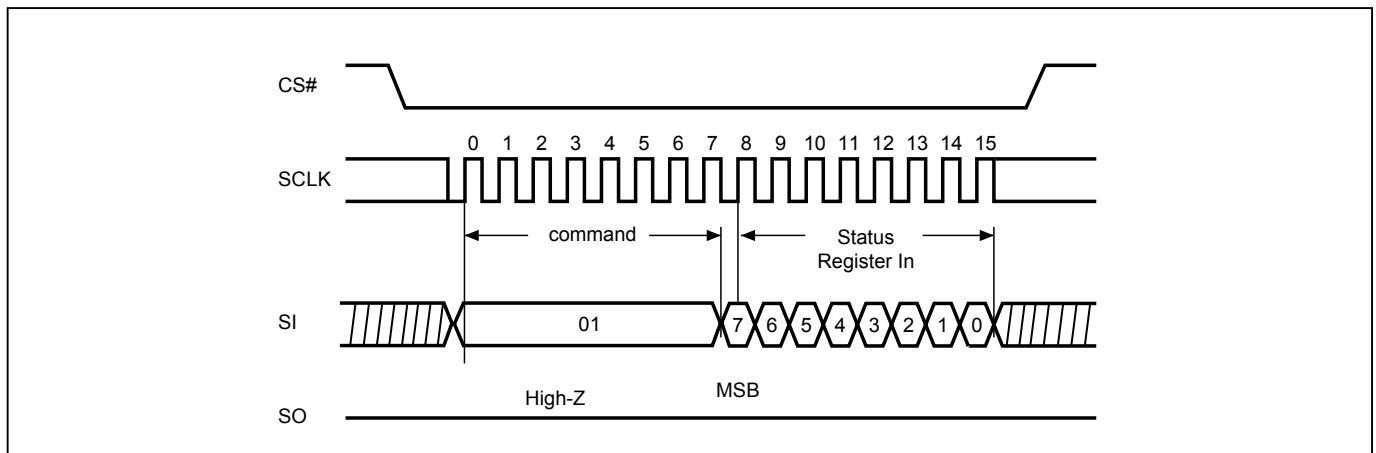 CS#
0 1 2 3 4 5 6 7 8 9 10 11 12 13 14 15
SCLK
command
Status
Register In
SI
01
7 6 5 4 3 2 1 0
High-Z
MSB
SO